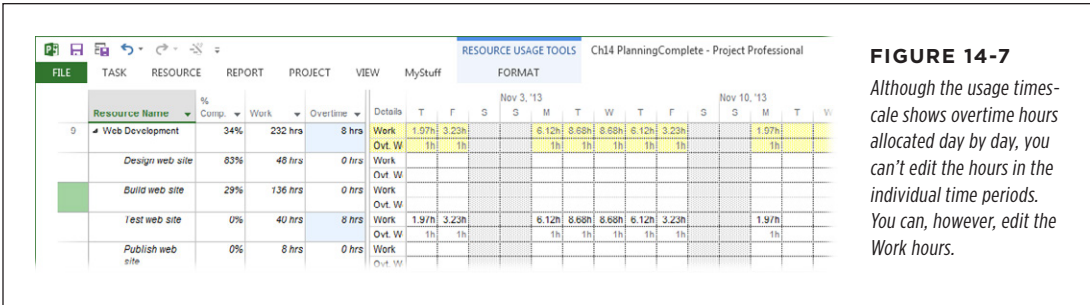 RESOURCE USAGE TOOLS Ch14 PlanningComplete - Project Professional
FILE TASK RESOURCE REPORT PROJECT VIEW MyStuff FORMAT
Nov 3, '13 Nov 10, '13
Resource Name % Comp. Work Overtime Details T F S S M T W T F S S M T W
9 Web Development 34% 232 hrs 8 hrs Work 1.97h 3.23h 6.12h 8.68h 8.68h 6.12h 3.23h 1.97h
Ovt. W 1h 1h 1h 1h 1h 1h 1h 1h
Design web site 83% 48 hrs 0 hrs Work
Ovt. W
Build web site 29% 136 hrs 0 hrs Work
Ovt. W
Test web site 0% 40 hrs 8 hrs Work 1.97h 3.23h 6.12h 8.68h 8.68h 6.12h 3.23h 1.97h
Ovt. W 1h 1h 1h 1h 1h 1h 1h 1h
Publish web site 0% 8 hrs 0 hrs Work
Ovt. W
FIGURE 14-7
Although the usage times-
cale shows overtime hours
allocated day by day, you
can't edit the hours in the
individual time periods.
You can, however, edit the
Work hours.